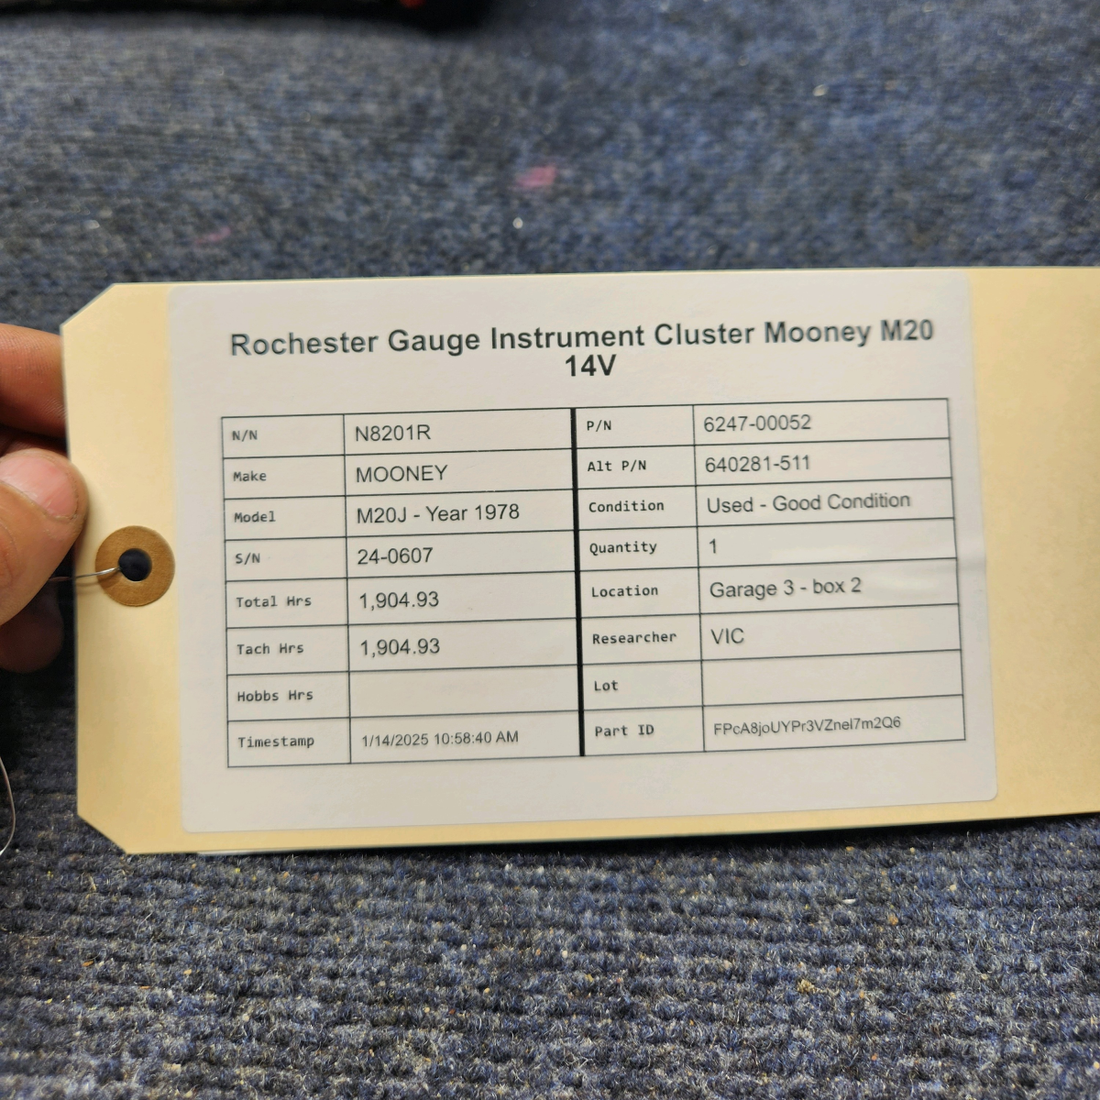 Rochester Gauge Instrument Cluster Mooney M20
14V
N/N N8201R P/N 6247-00052
Make MOONEY Alt P/N 640281-511
Model M20J - Year 1978 Condition Used - Good Condition
S/N 24-0607 Quantity 1
Total Hrs 1,904.93 Location Garage 3 - box 2
Tach Hrs 1,904.93 Researcher VIC
Hobbs Hrs Lot
Timestamp 1/14/2025 10:58:40 AM Part ID FPcA8joUYPr3VZnel7m2Q6